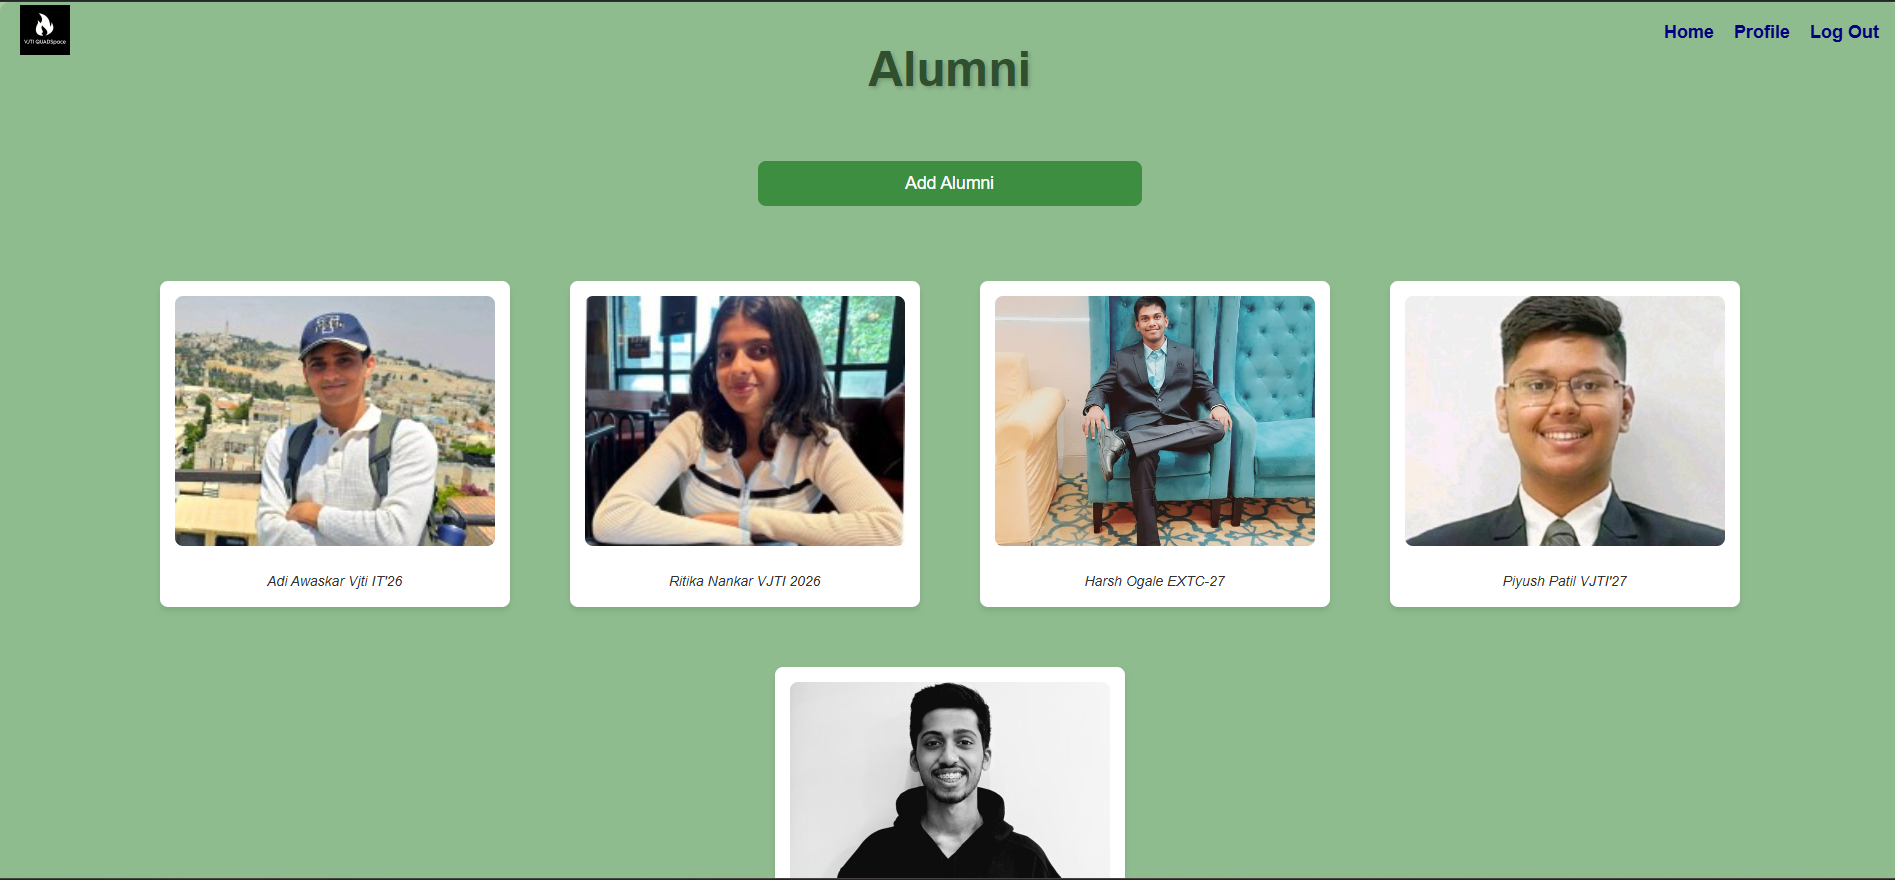 VJTI QUADSpace
Home Profile Log Out
Alumni
Add Alumni
Adi Awaskar Vjti IT'26
Ritika Nankar VJTI 2026
Harsh Ogale EXTC-27
Piyush Patil VJTI'27